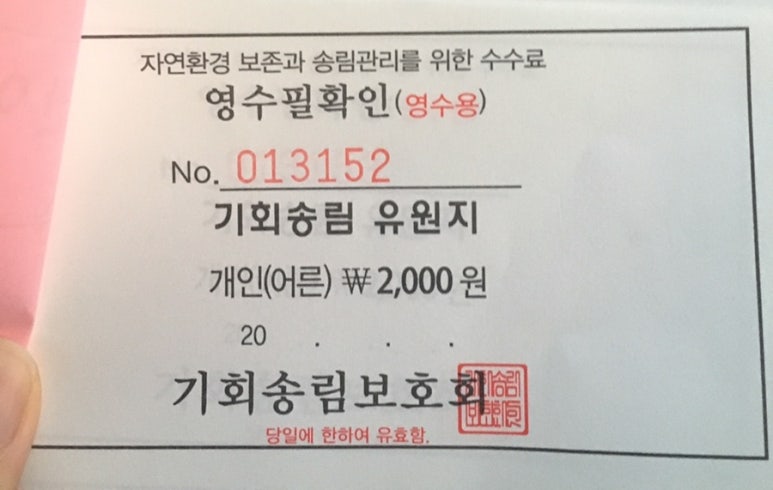 자연환경 보존과 송림관리를 위한 수수료
영수필확인(영수용)
No. 013152
기회송림 유원지
개인(어른) ₩2,000 원
20 . . .
기회송림보호회
당일에 한하여 유효함.